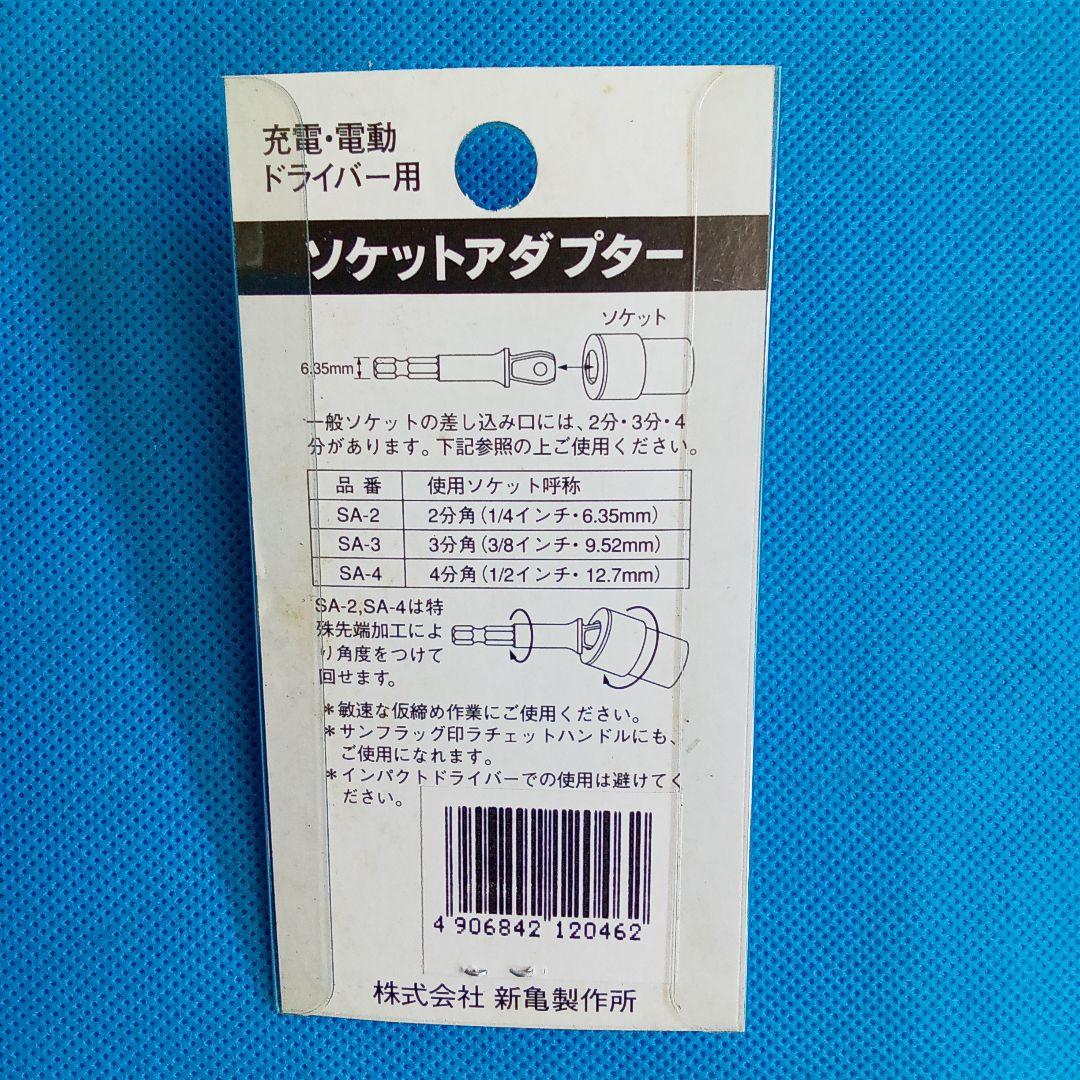 充電・電動
ドライバー用
ソケットアダプター
ソケット
6.35mm
一般ソケットの差し込み口には、2分・3分・4
分があります。下記参照の上ご使用ください。
品番 使用ソケット呼称
SA-2 2分角(1/4インチ・6.35mm)
SA-3 3分角(3/8インチ・9.52mm)
SA-4 4分角(1/2インチ・12.7mm)
SA-2,SA-4は特
殊先端加工によ
り角度をつけて
回せます。
*敏速な仮締め作業にご使用ください。
*サンフラッグ印ラチェットハンドルにも、
ご使用になれます。
*インパクトドライバーでの使用は避けてく
ださい。
4 906842 120462
株式会社 新亀製作所